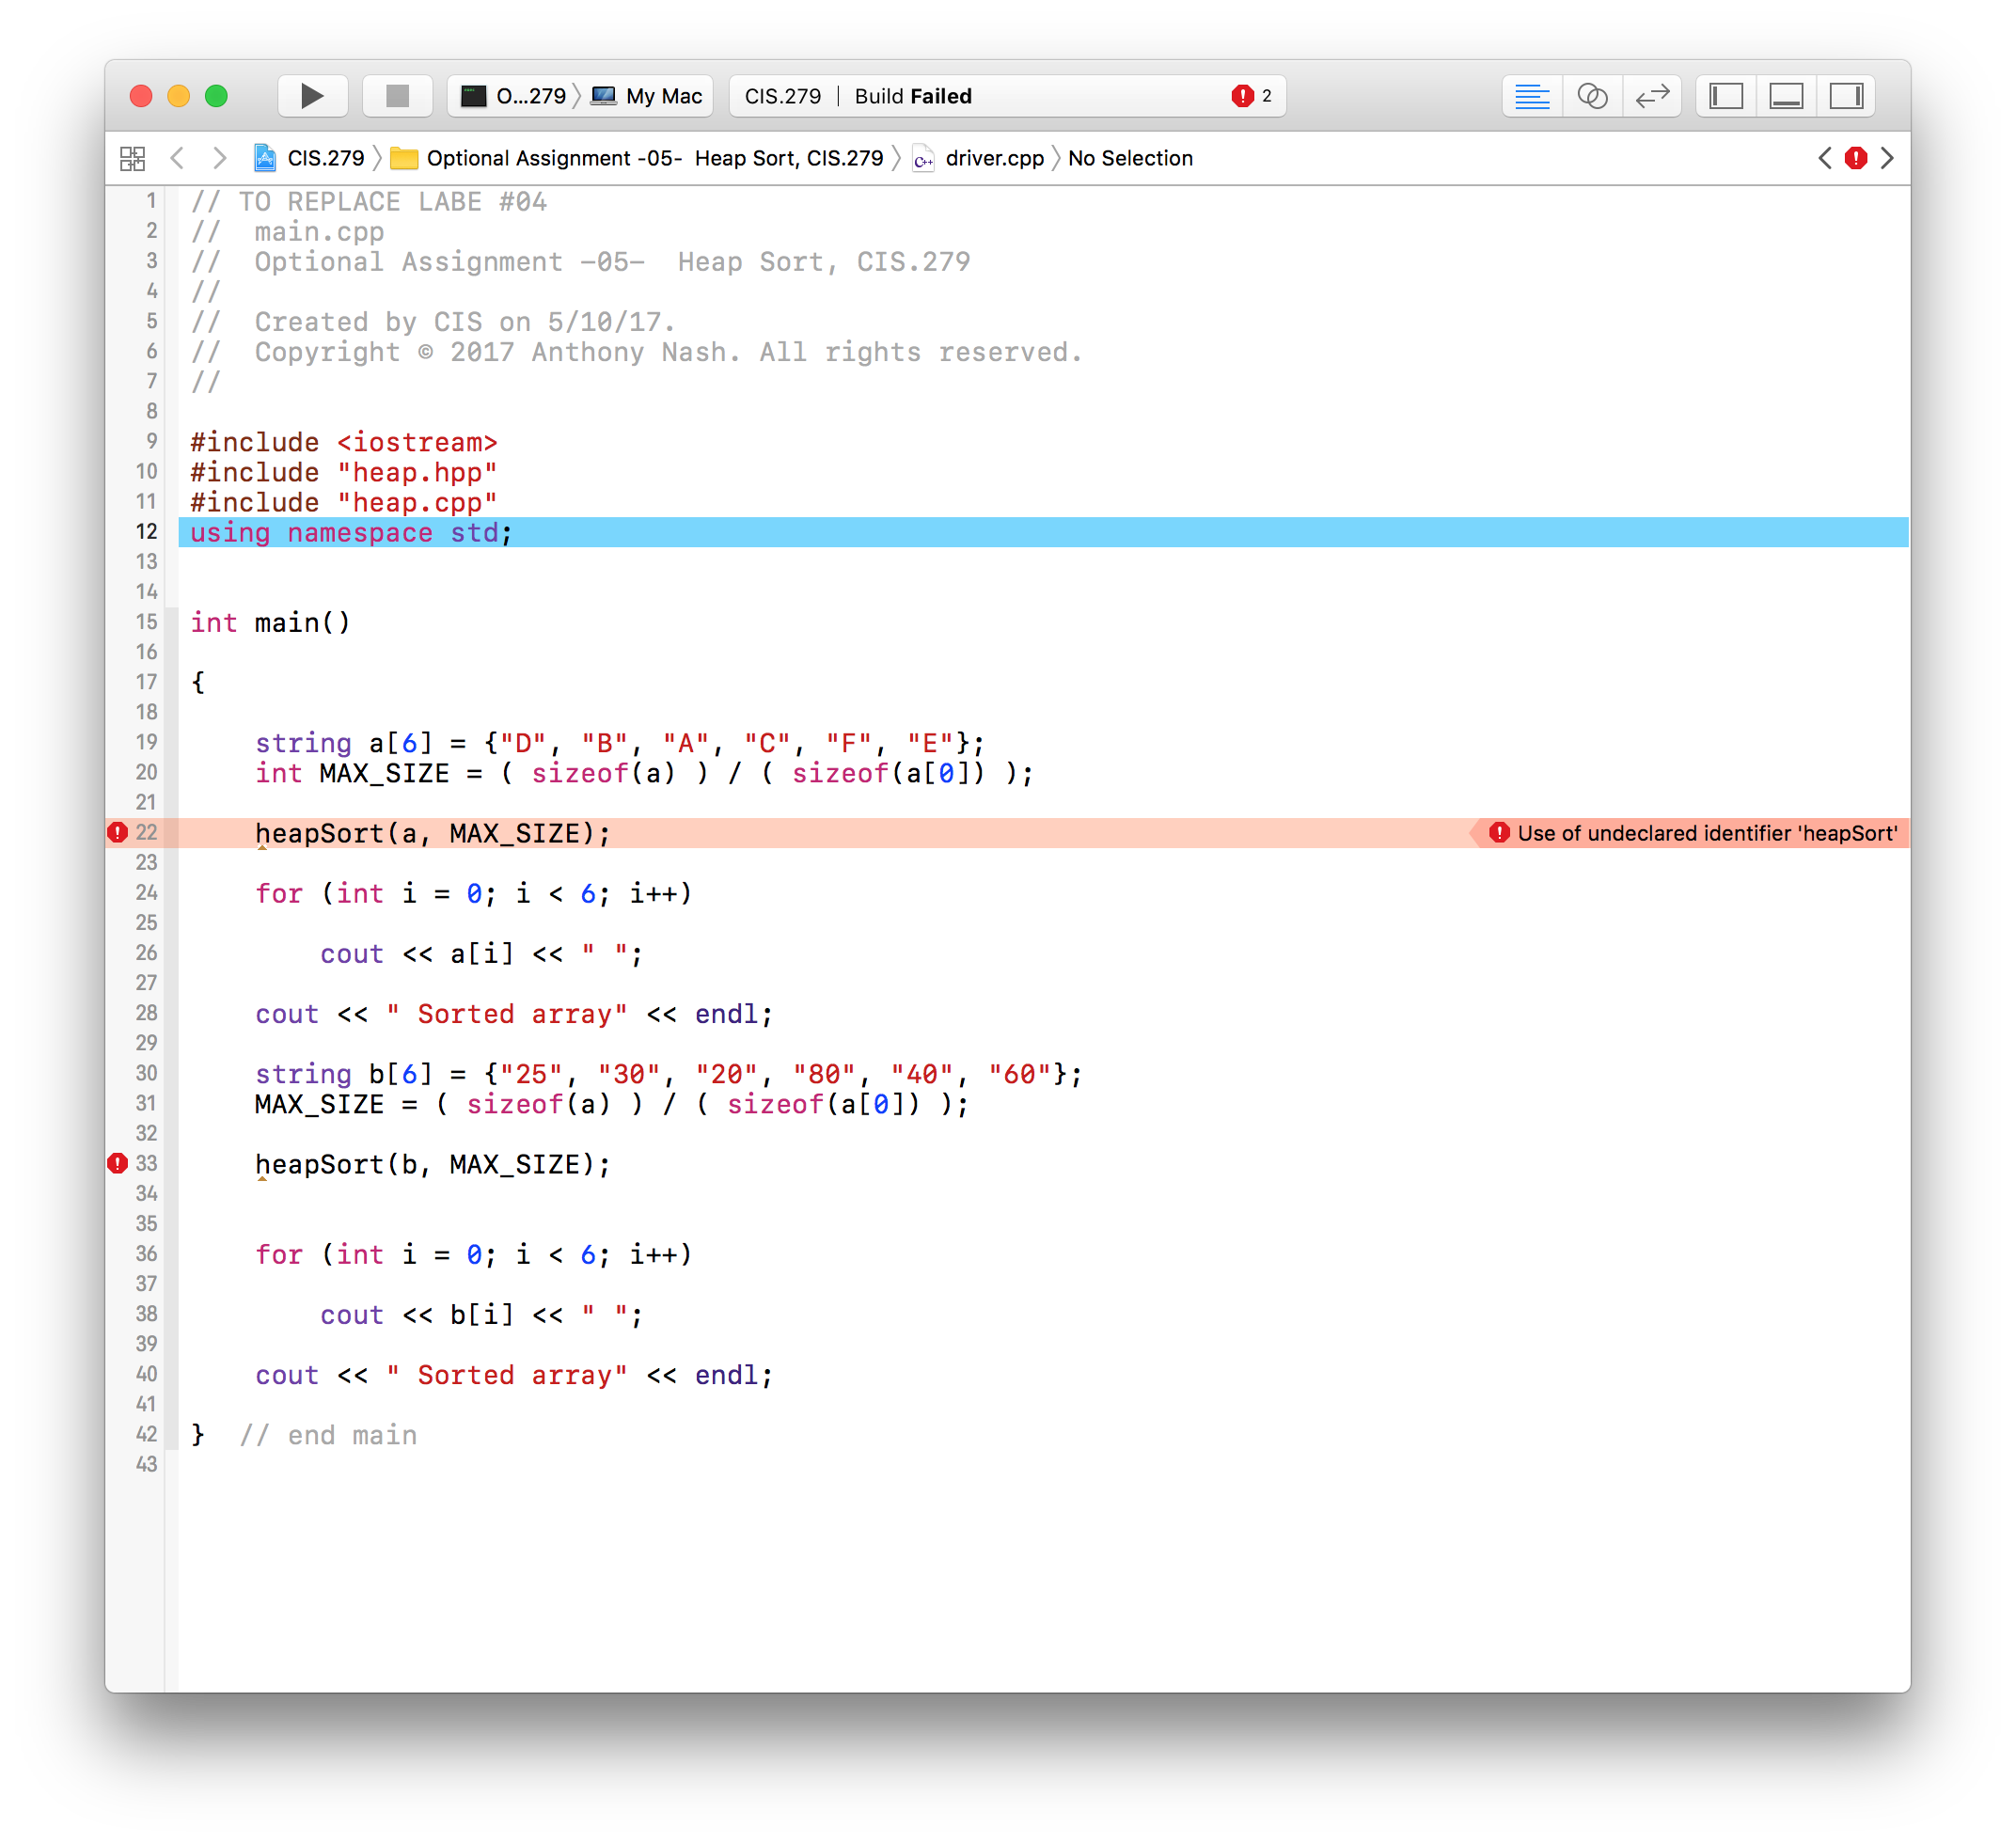 O...279 My Mac CIS.279 | Build Failed 2
CIS.279 Optional Assignment -05-  Heap Sort, CIS.279 C++ driver.cpp No Selection
1 // TO REPLACE LABE #04
2 //  main.cpp
3 //  Optional Assignment -05-  Heap Sort, CIS.279
4 //
5 //  Created by CIS on 5/10/17.
6 //  Copyright © 2017 Anthony Nash. All rights reserved.
7 //
8
9 #include <iostream>
10 #include "heap.hpp"
11 #include "heap.cpp"
12 using namespace std;
13
14
15 int main()
16
17 {
18
19     string a[6] = {"D", "B", "A", "C", "F", "E"};
20     int MAX_SIZE = ( sizeof(a) ) / ( sizeof(a[0]) );
21
22     heapSort(a, MAX_SIZE); Use of undeclared identifier 'heapSort'
23
24     for (int i = 0; i < 6; i++)
25
26         cout << a[i] << " ";
27
28     cout << " Sorted array" << endl;
29
30     string b[6] = {"25", "30", "20", "80", "40", "60"};
31     MAX_SIZE = ( sizeof(a) ) / ( sizeof(a[0]) );
32
33     heapSort(b, MAX_SIZE);
34
35
36     for (int i = 0; i < 6; i++)
37
38         cout << b[i] << " ";
39
40     cout << " Sorted array" << endl;
41
42 }  // end main
43